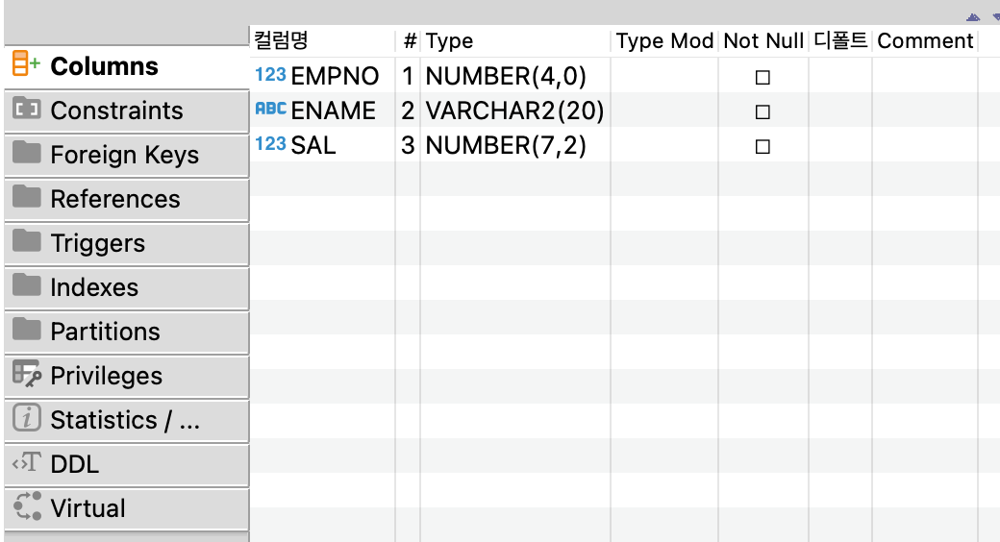 컬럼명 # Type Type Mod Not Null 디폴트 Comment
Columns
Constraints
Foreign Keys
References
Triggers
Indexes
Partitions
Privileges
Statistics / ...
DDL
Virtual
123 EMPNO 1 NUMBER(4,0)
ABC ENAME 2 VARCHAR2(20)
123 SAL 3 NUMBER(7,2)